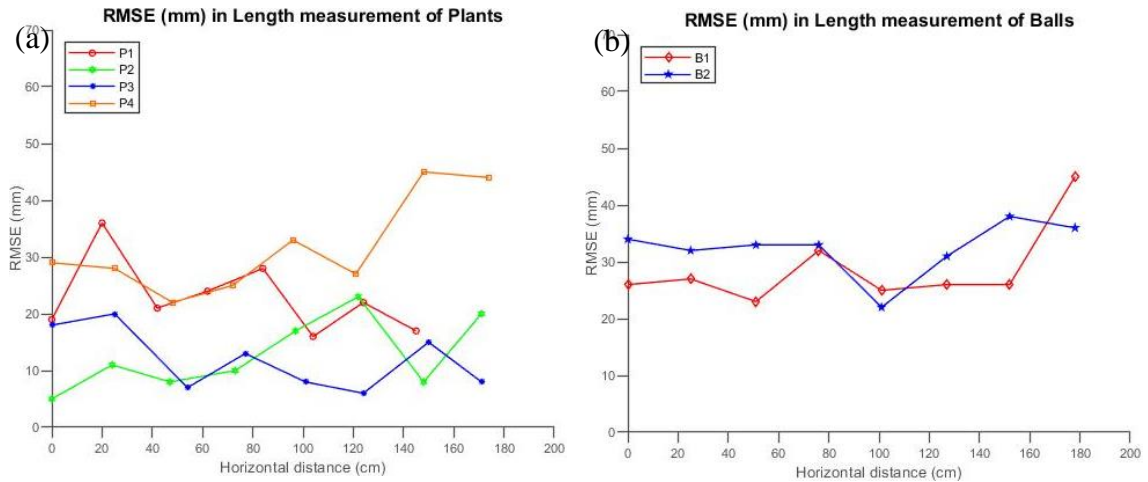 RMSE (mm) in Length measurement of Plants
(a)
P1
P2
P3
P4
RMSE (mm)
70
60
50
40
30
20
10
0
0 20 40 60 80 100 120 140 160 180 200
Horizontal distance (cm)
RMSE (mm) in Length measurement of Balls
(b)
B1
B2
RMSE (mm)
70
60
50
40
30
20
10
0
0 20 40 60 80 100 120 140 160 180 200
Horizontal distance (cm)